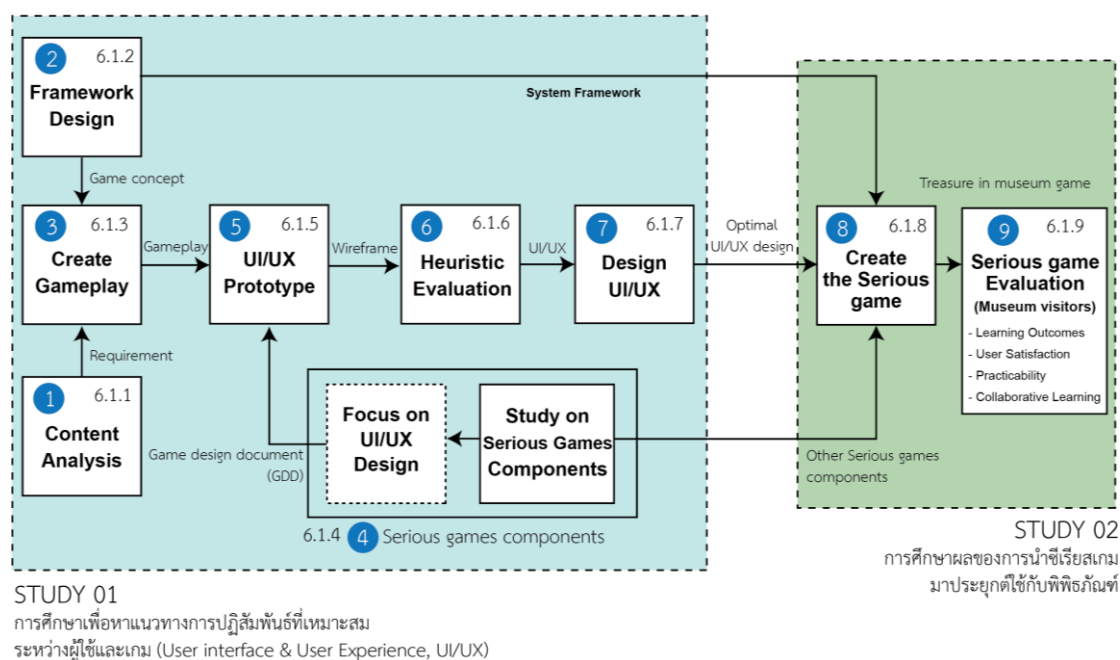 2 6.1.2
Framework
Design
System Framework
Game concept
Treasure in museum game
3 6.1.3
Create
Gameplay
Gameplay
5 6.1.5
UI/UX
Prototype
Wireframe
6 6.1.6
Heuristic
Evaluation
UI/UX
7 6.1.7
Design
UI/UX
Optimal
UI/UX design
8 6.1.8
Create
the Serious
game
9 6.1.9
Serious game
Evaluation
(Museum visitors)
- Learning Outcomes
- User Satisfaction
- Practicability
- Collaborative Learning
Requirement
1 6.1.1
Content
Analysis
Game design document
(GDD)
Focus on
UI/UX
Design
Study on
Serious Games
Components
Other Serious games
components
6.1.4 4 Serious games components
STUDY 02
การศึกษาผลของการนำซีเรียสเกม
มาประยุกต์ใช้กับพิพิธภัณฑ์
STUDY 01
การศึกษาเพื่อหาแนวทางการปฏิสัมพันธ์ที่เหมาะสม
ระหว่างผู้ใช้และเกม (User interface & User Experience, UI/UX)